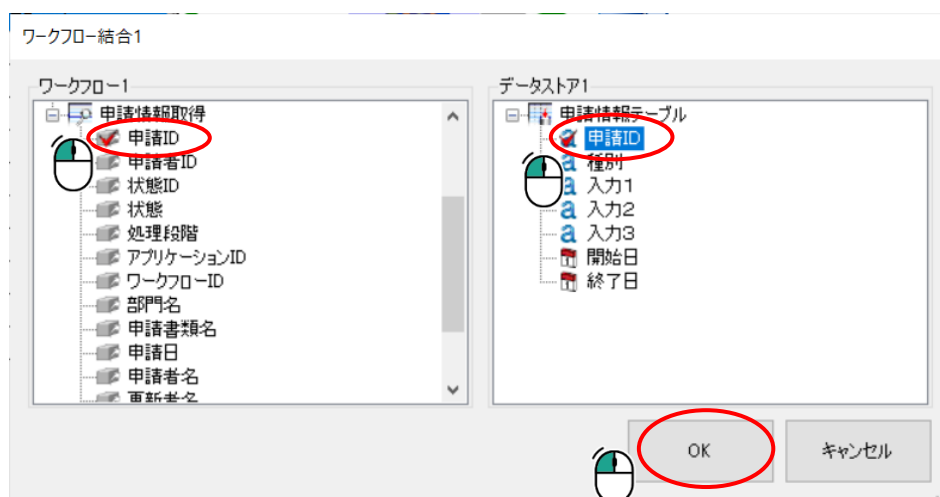 ワークフロー結合1
ワークフロー1
申請情報取得
申請ID
申請者ID
状態ID
状態
処理段階
アプリケーションID
ワークフローID
部門名
申請書類名
申請日
申請者名
更新者名
データストア1
申請情報テーブル
申請ID
種別
入力1
入力2
入力3
開始日
終了日
OK
キャンセル